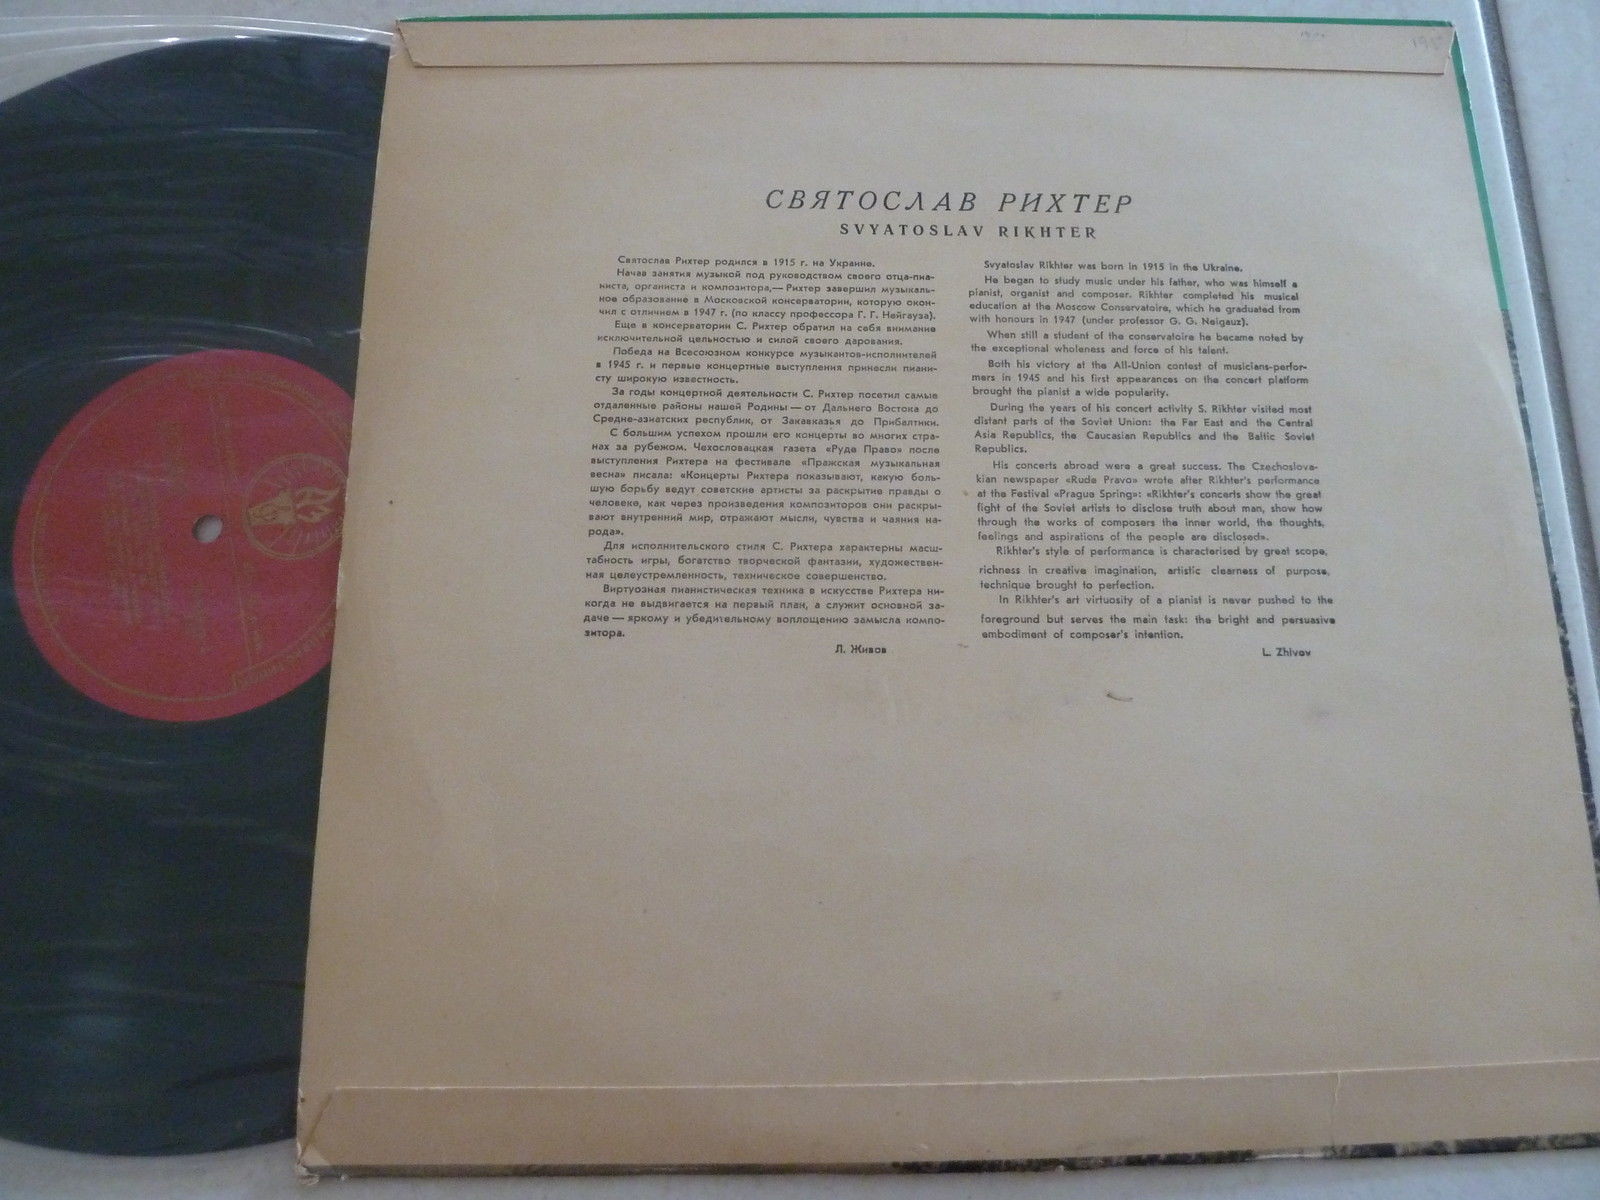 СВЯТОСЛАВ РИХТЕР
SVYATOSLAV RIKHTER
Святослав Рихтер родился в 1915 г. на Украине.
Начав занятия музыкой под руководством своего отца-пиа-
ниста, органиста и композитора,— Рихтер завершил музыкаль-
ное образование в Московской консерватории, которую окон-
чил с отличием в 1947 г. (по классу профессора Г. Г. Нейгауза).
Еще в консерватории С. Рихтер обратил на себя внимание
исключительной цельностью и силой своего дарования.
Победа на Всесоюзном конкурсе музыкантов-исполнителей
в 1945 г. и первые концертные выступления принесли пиани-
сту широкую известность.
За годы концертной деятельности С. Рихтер посетил самые
отдаленные районы нашей Родины — от Дальнего Востока до
Средне-азиатских республик, от Закавказья до Прибалтики.
С большим успехом прошли его концерты во многих стра-
нах за рубежом. Чехословацкая газета «Руде Право» после
выступления Рихтера на фестивале «Пражская музыкальная
весна» писала: «Концерты Рихтера показывают, какую боль-
шую борьбу ведут советские артисты за раскрытие правды о
человеке, как через произведения композиторов они раскры-
вают внутренний мир, отражают мысли, чувства и чаяния на-
рода».
Для исполнительского стиля С. Рихтера характерны масш-
табность игры, богатство творческой фантазии, художествен-
ная целеустремленность, техническое совершенство.
Виртуозная пианистическая техника в искусстве Рихтера ни-
когда не выдвигается на первый план, а служит основной за-
даче — яркому и убедительному воплощению замысла компо-
зитора.
Л. Живов
Svyatoslav Rikhter was born in 1915 in the Ukraine.
He began to study music under his father, who was himself a
pianist, organist and composer. Rikhter completed his musical
education at the Moscow Conservatoire, which he graduated from
with honours in 1947 (under professor G. G. Neigauz).
When still a student of the conservatoire he became noted by
the exceptional wholeness and force of his talent.
Both his victory at the All-Union contest of musicians-perfor-
mers in 1945 and his first appearances on the concert platform
brought the pianist a wide popularity.
During the years of his concert activity S. Rikhter visited most
distant parts of the Soviet Union: the Far East and the Central
Asia Republics, the Caucasian Republics and the Baltic Soviet
Republics.
His concerts abroad were a great success. The Czechoslova-
kian newspaper «Rude Pravo» wrote after Rikhter's performance
at the Festival «Prague Spring»: «Rikhter's concerts show the great
fight of the Soviet artists to disclose truth about man, show how
through the works of composers the inner world, the thoughts,
feelings and aspirations of the people are disclosed».
Rikhter's style of performance is characterised by great scope,
richness in creative imagination, artistic clearness of purpose,
technique brought to perfection.
In Rikhter's art virtuosity of a pianist is never pushed to the
foreground but serves the main task: the bright and persuasive
embodiment of composer's intention.
L. Zhivov